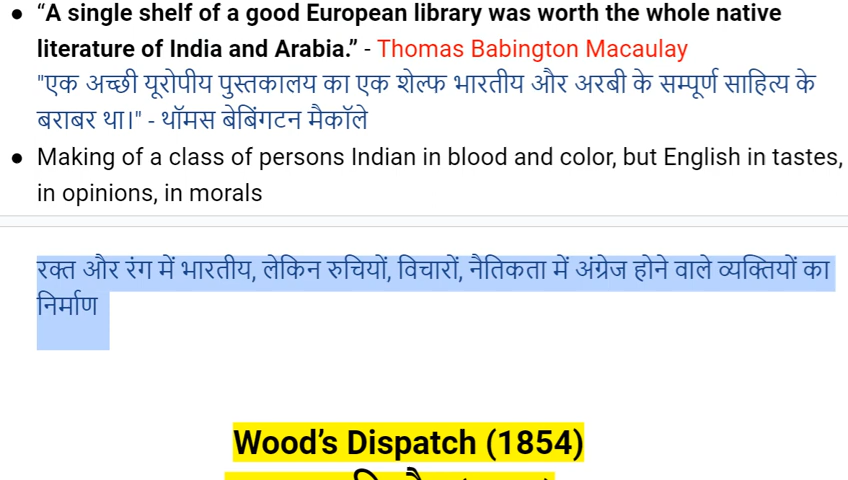 ● “A single shelf of a good European library was worth the whole native
literature of India and Arabia.” - Thomas Babington Macaulay
"एक अच्छी यूरोपीय पुस्तकालय का एक शेल्फ भारतीय और अरबी के सम्पूर्ण साहित्य के
बराबर था।" - थॉमस बेबिंगटन मैकॉले
● Making of a class of persons Indian in blood and color, but English in tastes,
in opinions, in morals
रक्त और रंग में भारतीय, लेकिन रुचियों, विचारों, नैतिकता में अंग्रेज होने वाले व्यक्तियों का
निर्माण
Wood’s Dispatch (1854)